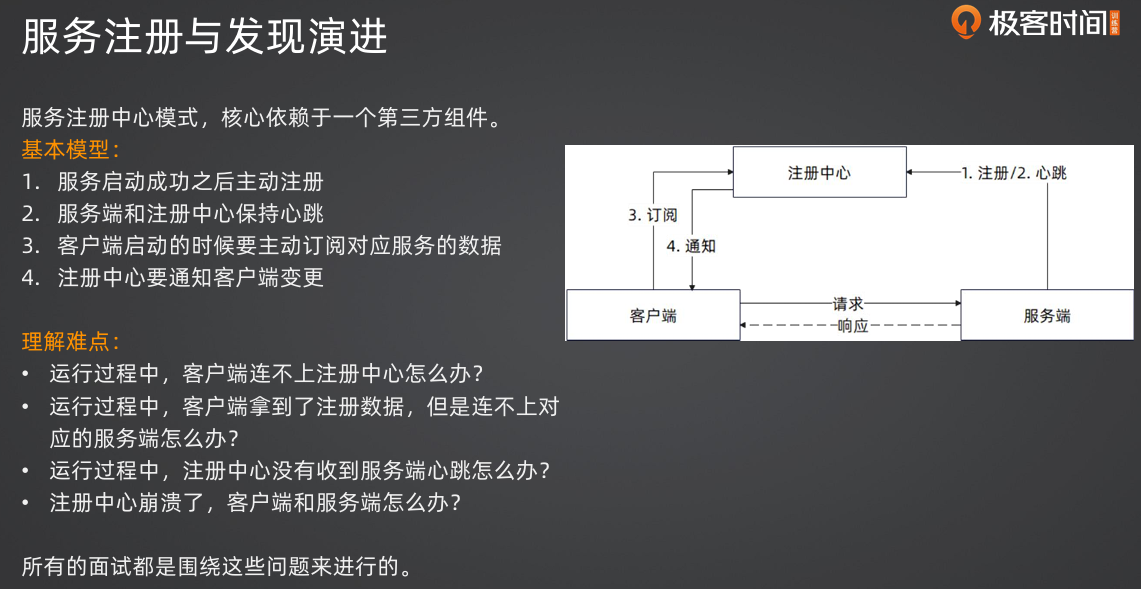 服务注册与发现演进
极客时间
训练营
服务注册中心模式，核心依赖于一个第三方组件。
基本模型：
1. 服务启动成功之后主动注册
2. 服务端和注册中心保持心跳
3. 客户端启动的时候要主动订阅对应服务的数据
4. 注册中心要通知客户端变更
理解难点：
• 运行过程中，客户端连不上注册中心怎么办？
• 运行过程中，客户端拿到了注册数据，但是连不上对
应的服务端怎么办？
• 运行过程中，注册中心没有收到服务端心跳怎么办？
• 注册中心崩溃了，客户端和服务端怎么办？
所有的面试都是围绕这些问题来进行的。
注册中心
1. 注册/2. 心跳
3. 订阅
4. 通知
请求
客户端
服务端
响应